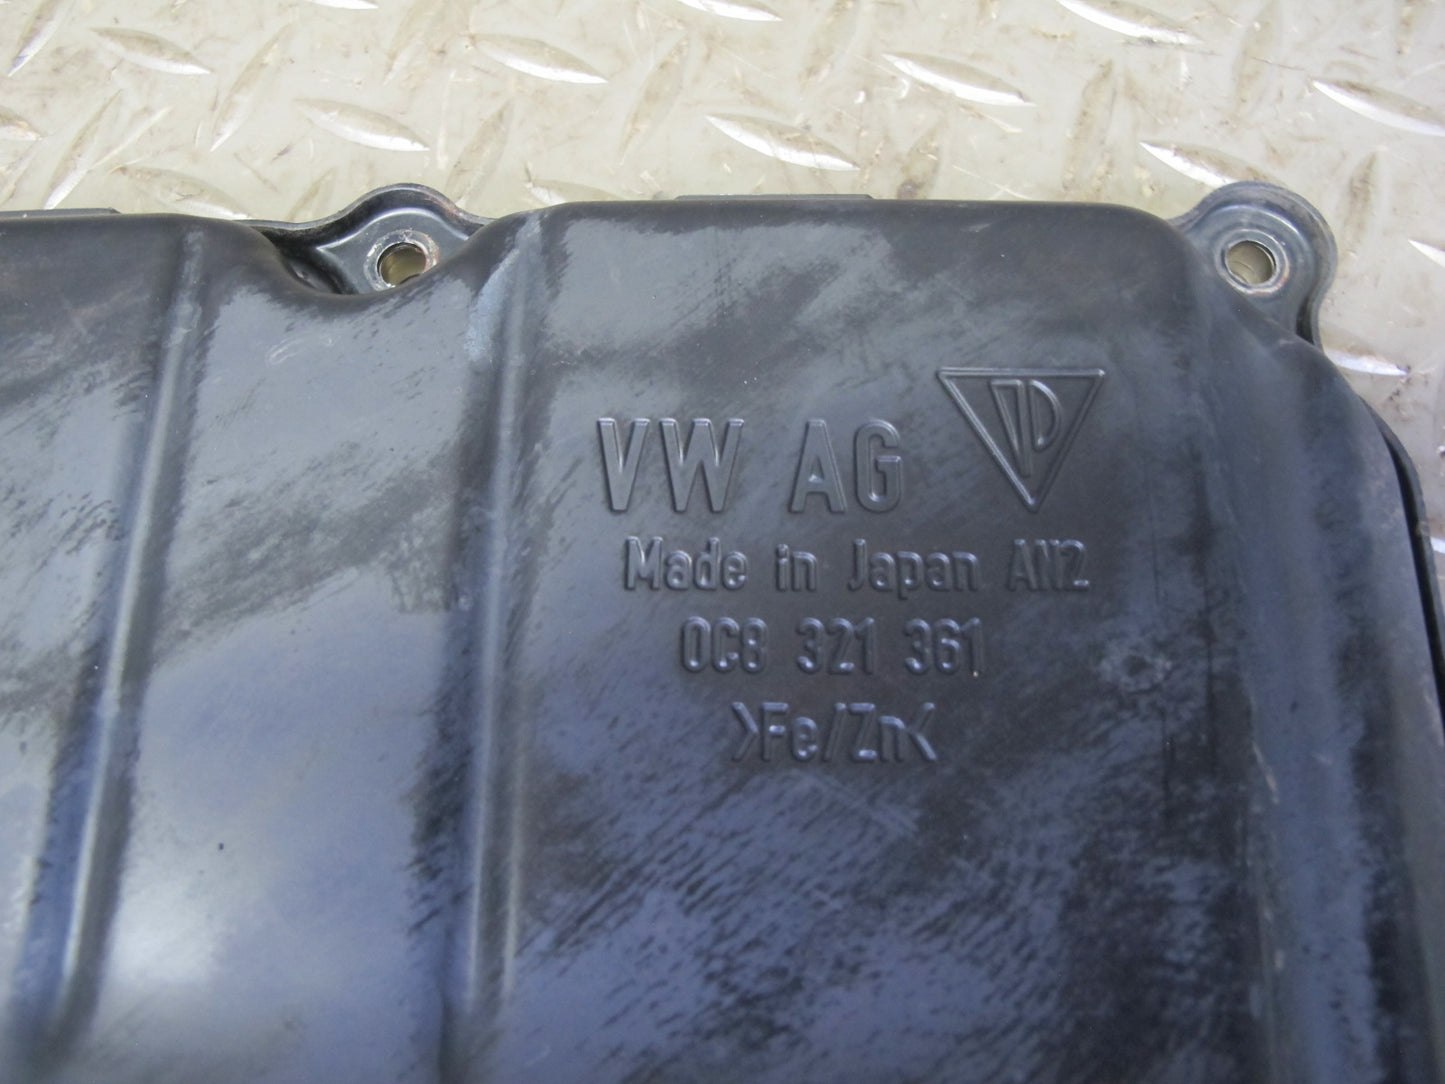 VW AG
Made in Japan AN2
0C8 321 361
>Fe/Zn<